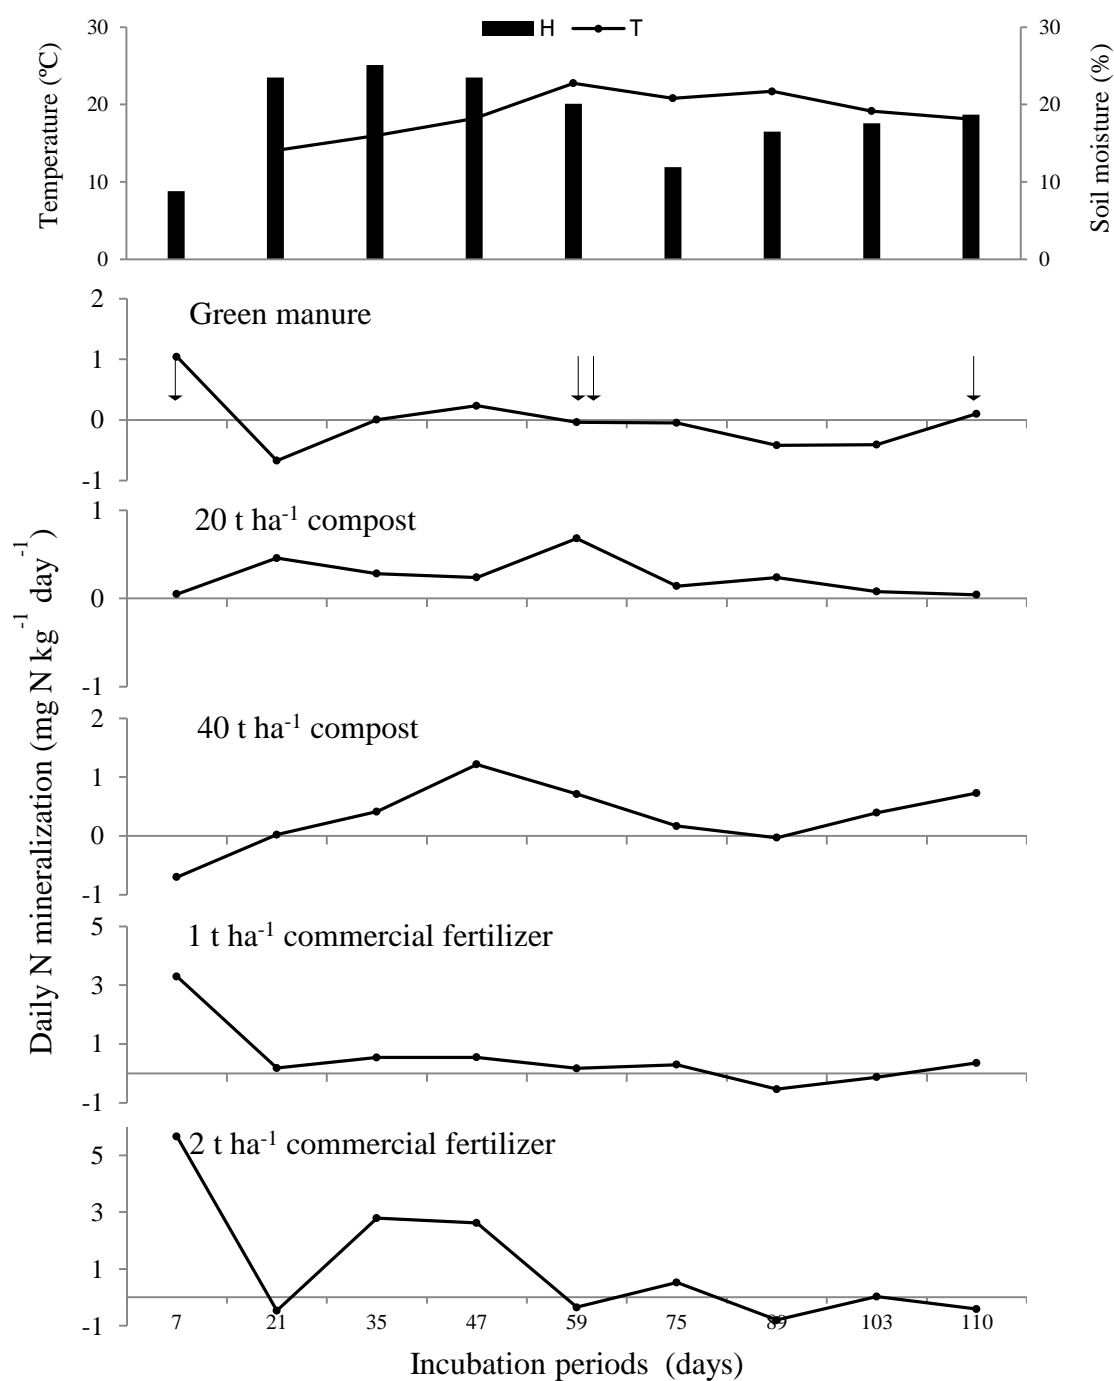 H T
Temperature (ºC)
Soil moisture (%)
30 30
20 20
10 10
0 0
Daily N mineralization (mg N kg-1 day-1)
2
Green manure
1
0
-1
1
20 t ha-1 compost
0
-1
2
40 t ha-1 compost
1
0
-1
5
1 t ha-1 commercial fertilizer
3
1
-1
2 t ha-1 commercial fertilizer
5
3
1
-1
7 21 35 47 59 75 89 103 110
Incubation periods (days)